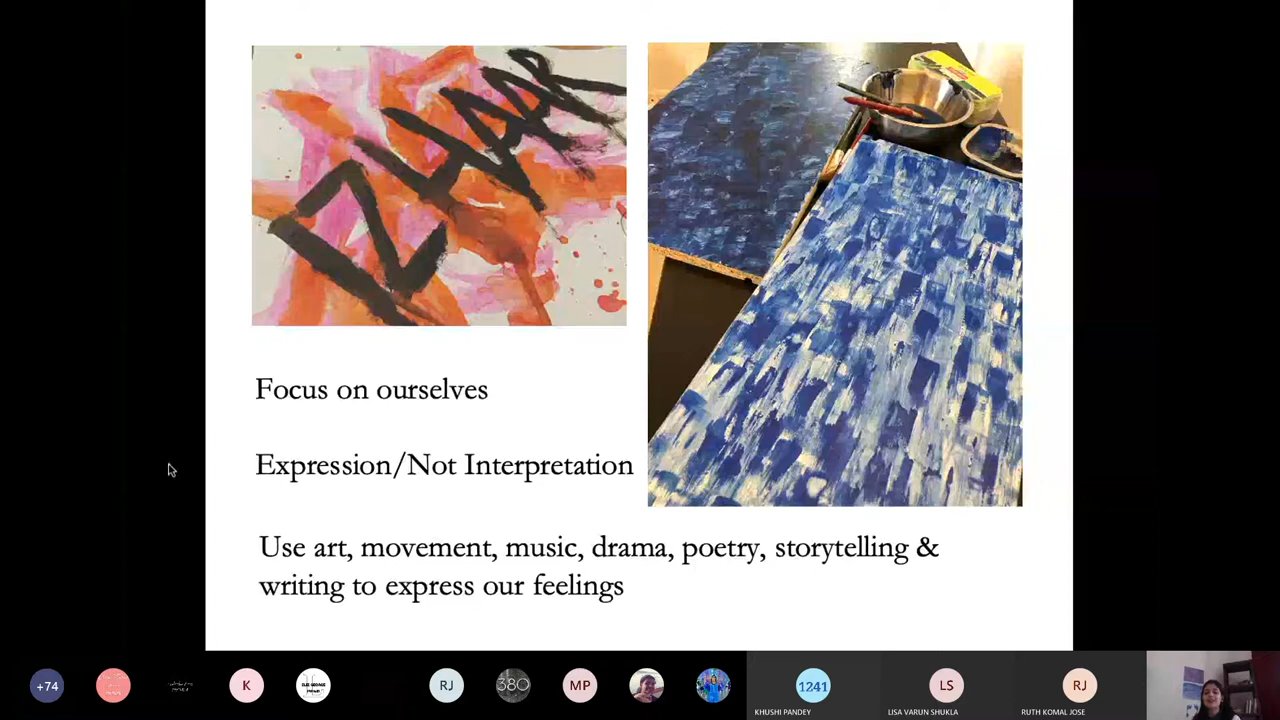 IZHAAR
Focus on ourselves
Expression/Not Interpretation
Use art, movement, music, drama, poetry, storytelling &
writing to express our feelings
+74
K
RJ
380
MP
1241
LS
RJ
KHUSHI PANDEY
LISA VARUN SHUKLA
RUTH KOMAL JOSE